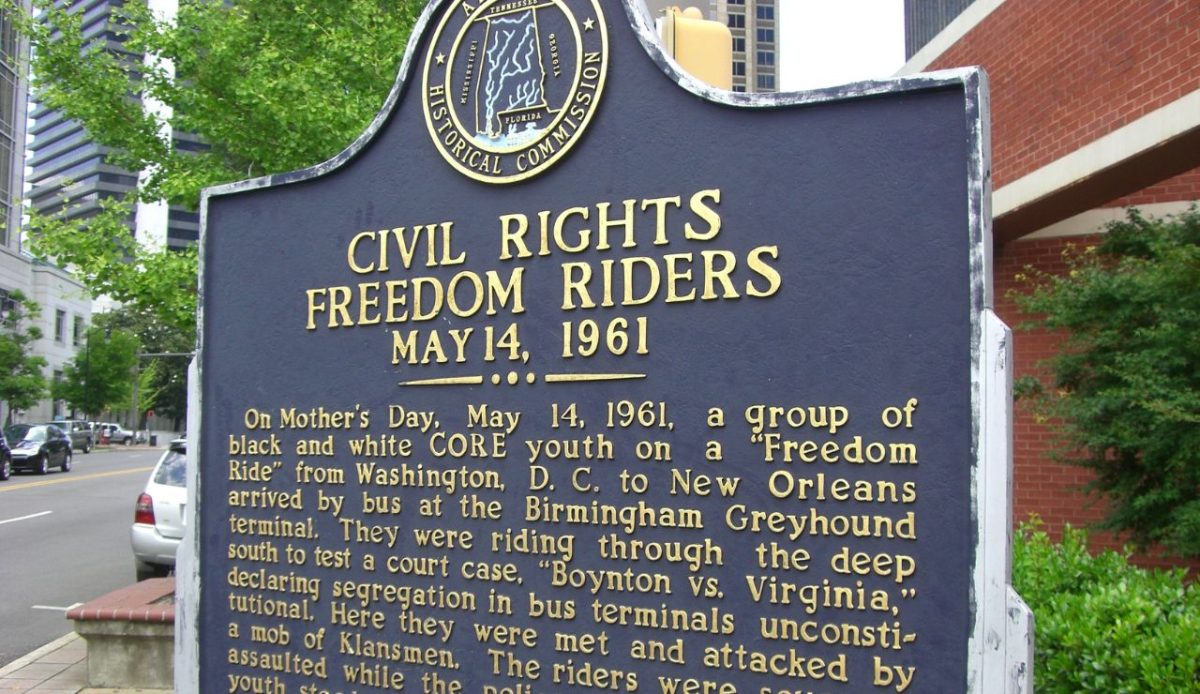 TENNESSEE
MISSISSIPPI
GEORGIA
FLORIDA
HISTORICAL COMMISSION
CIVIL RIGHTS
FREEDOM RIDERS
MAY 14, 1961
On Mother's Day, May 14, 1961, a group of
black and white CORE youth on a "Freedom
Ride" from Washington, D. C. to New Orleans
arrived by bus at the Birmingham Greyhound
terminal. They were riding through the deep
south to test a court case, "Boynton vs. Virginia,"
declaring segregation in bus terminals unconsti-
tutional. Here they were met and attacked by
a mob of Klansmen. The riders were
assaulted while the
youth